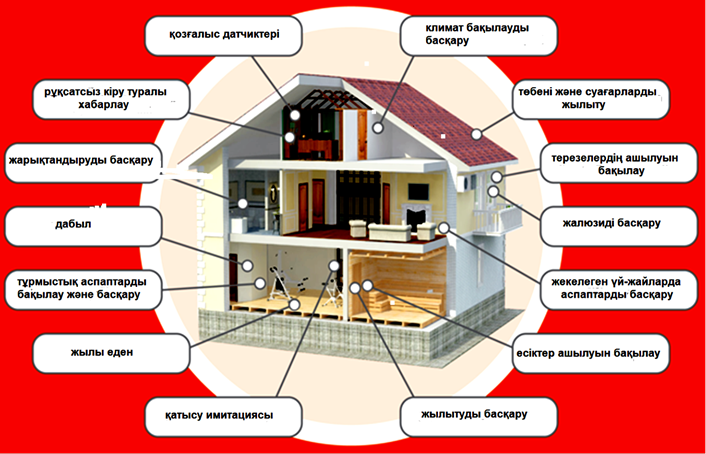 қозғалыс датчиктері
климат бақылауды
басқару
рұқсатсыз кіру туралы
хабарлау
төбені және суағарларды
жылыту
жарықтандыруды басқару
терезелердің ашылуын
бақылау
дабыл
жалюзиді басқару
тұрмыстық аспаптарды
бақылау және басқару
жекелеген үй-жайларда
аспаптарды басқару
жылы еден
есіктер ашылуын бақылау
қатысу имитациясы
жылытуды басқару